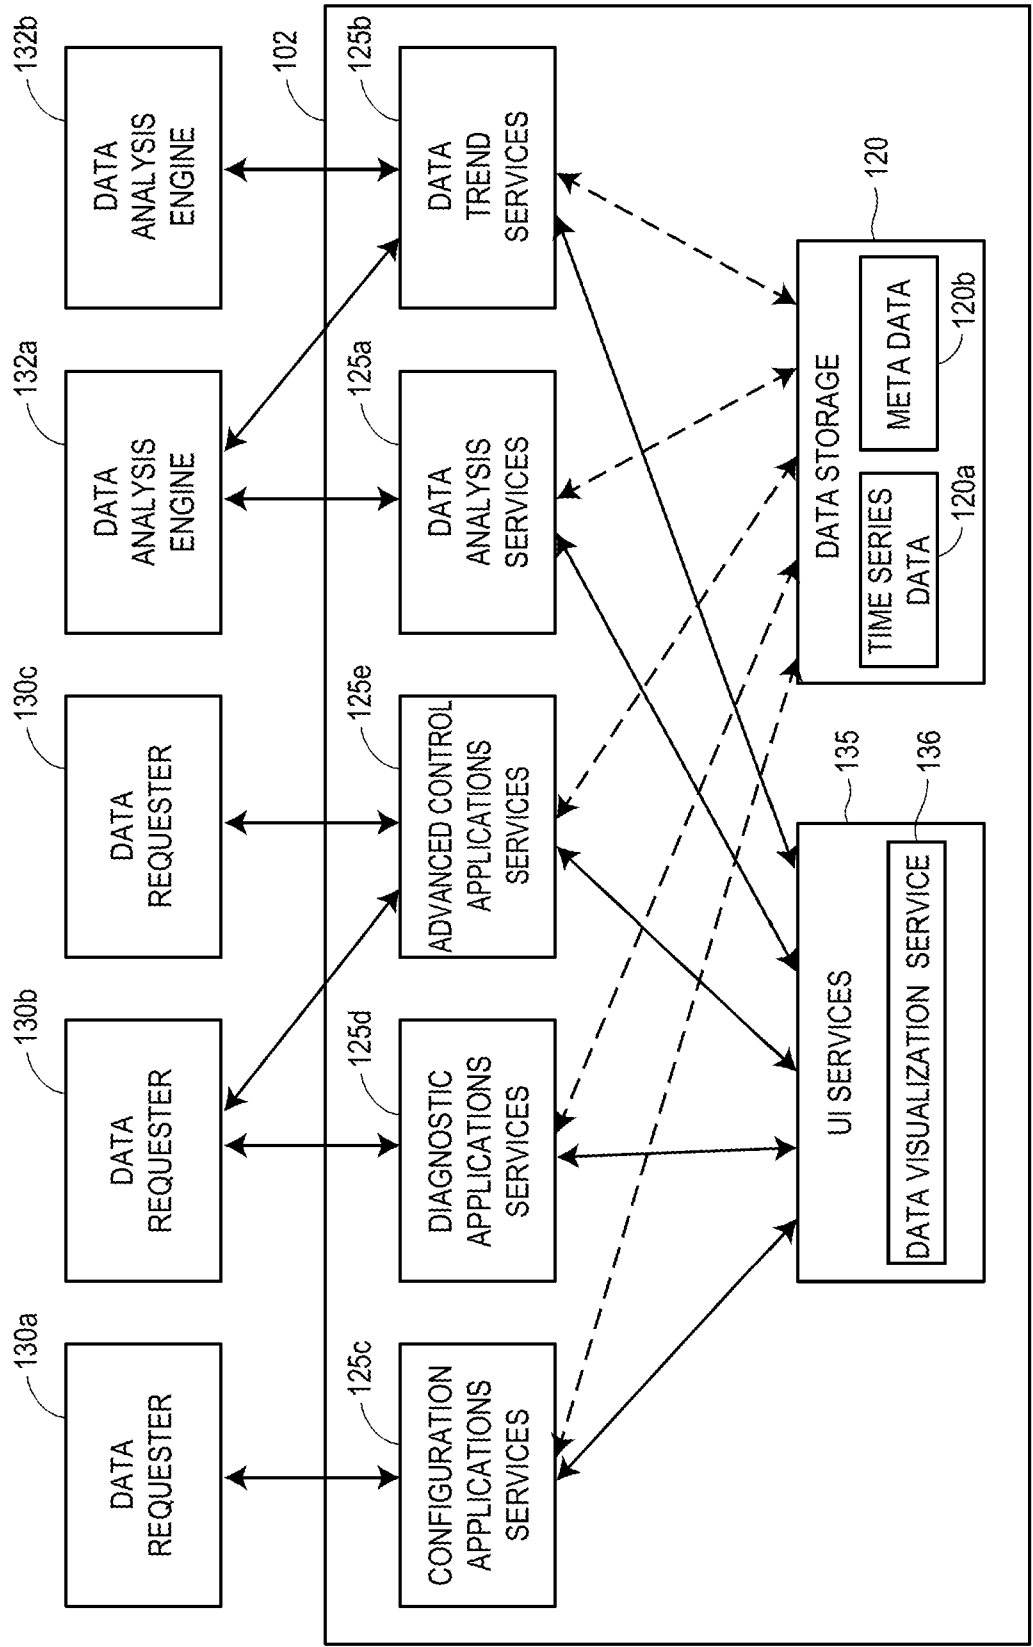 130a
DATA
REQUESTER
130b
DATA
REQUESTER
130c
DATA
REQUESTER
132a
DATA
ANALYSIS
ENGINE
132b
DATA
ANALYSIS
ENGINE
102
125c
CONFIGURATION
APPLICATIONS
SERVICES
125d
DIAGNOSTIC
APPLICATIONS
SERVICES
125e
ADVANCED CONTROL
APPLICATIONS
SERVICES
125a
DATA
ANALYSIS
SERVICES
125b
DATA
TREND
SERVICES
135
UI SERVICES
DATA VISUALIZATION SERVICE
136
120
DATA STORAGE
TIME SERIES
DATA
120a
META DATA
120b